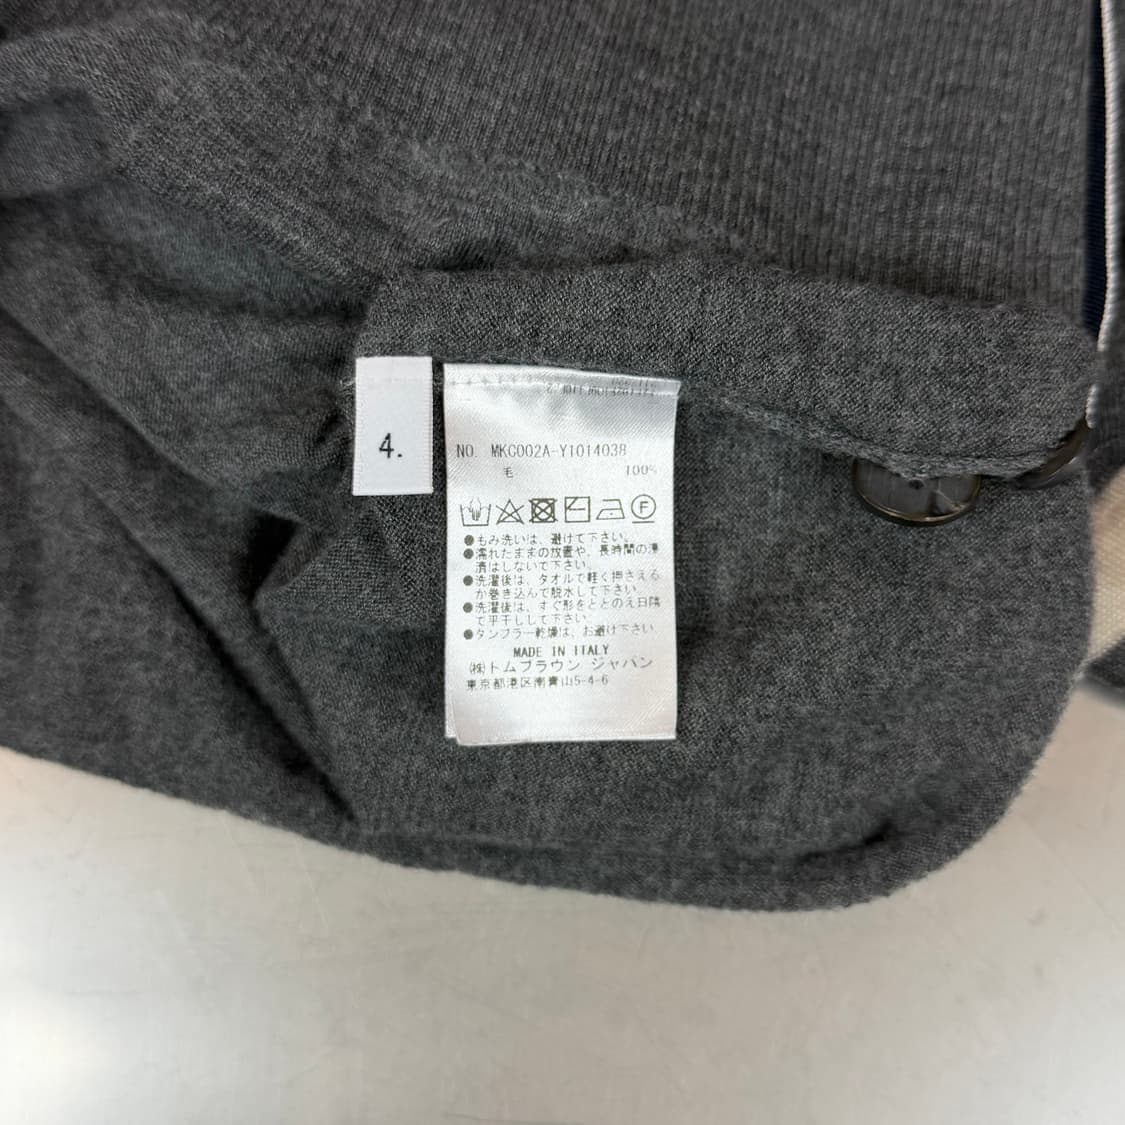 4.
NO. MKC002A-Y1014038
毛 100%
F
●もみ洗いは、避けて下さい。
●濡れたままの放置や、長時間の浸
漬はしないで下さい。
●洗濯後は、タオルで軽く押さえる
か巻き込んで脱水して下さい。
●洗濯後は、すぐ形をととのえ日陰
で平干しして下さい。
●タンブラー乾燥は、お避け下さい
MADE IN ITALY
(株)トムブラウン ジャパン
東京都港区南青山5-4-6